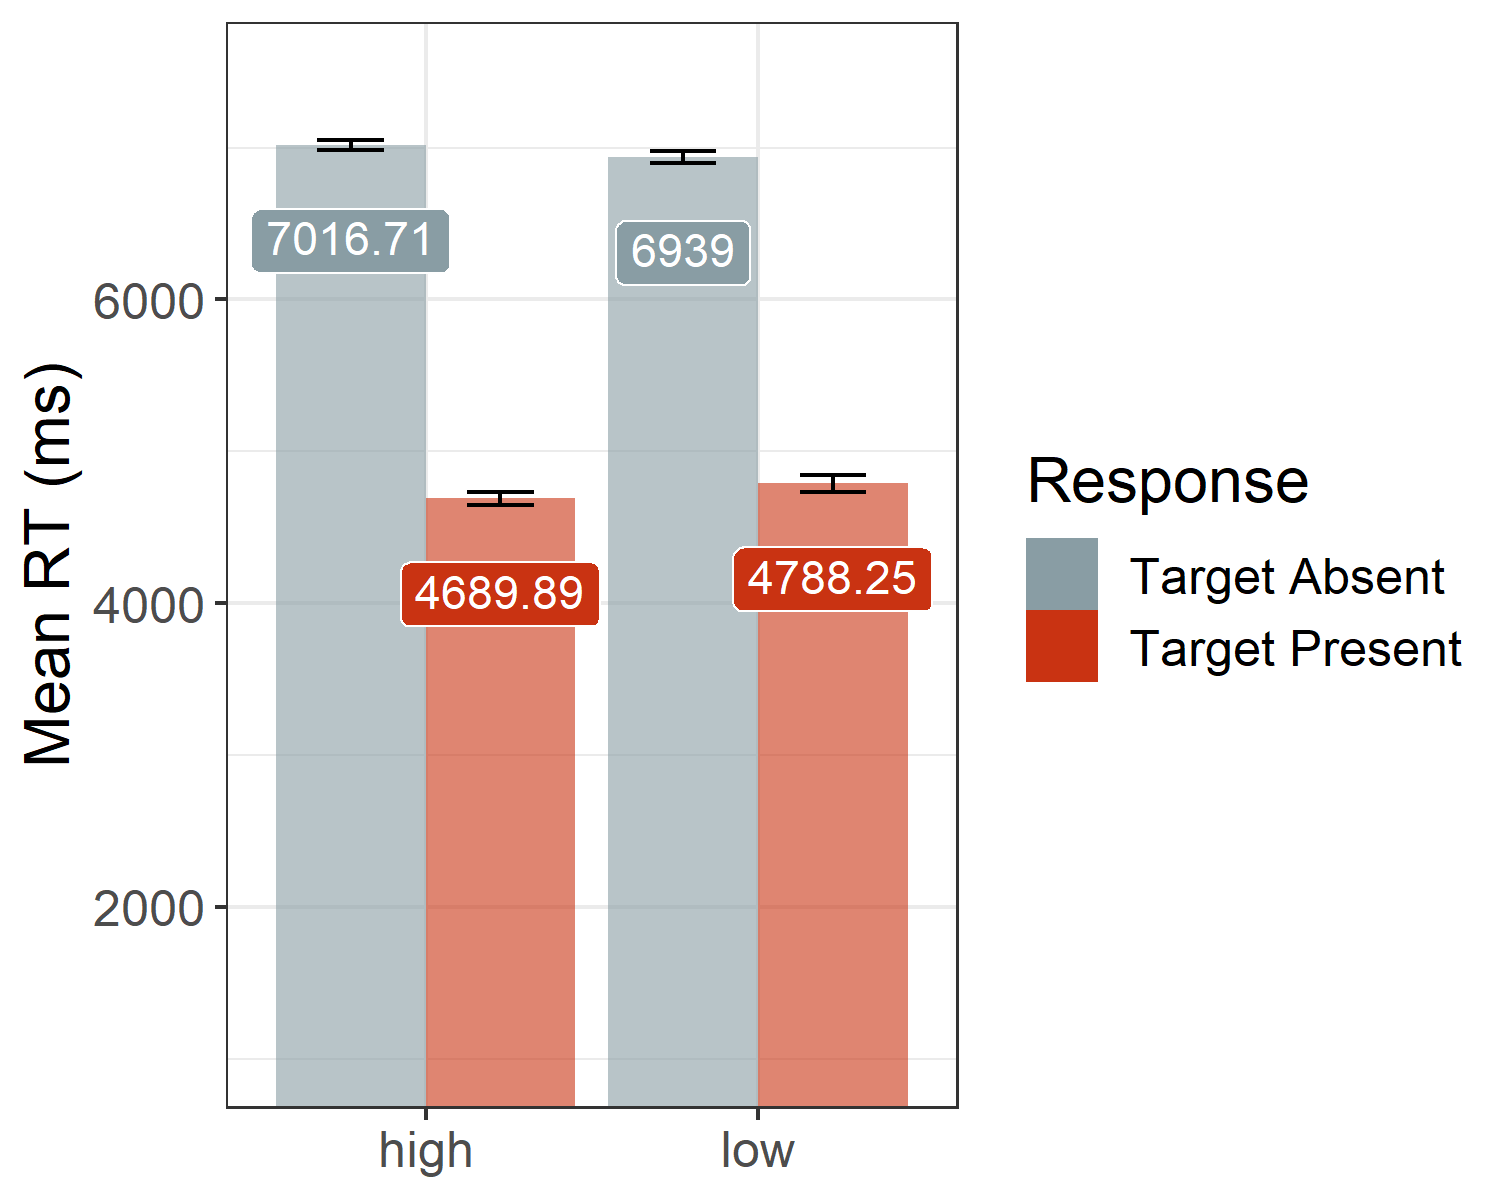 Mean RT (ms)
6000
4000
2000
7016.71
6939
4689.89
4788.25
high
low
Response
Target Absent
Target Present